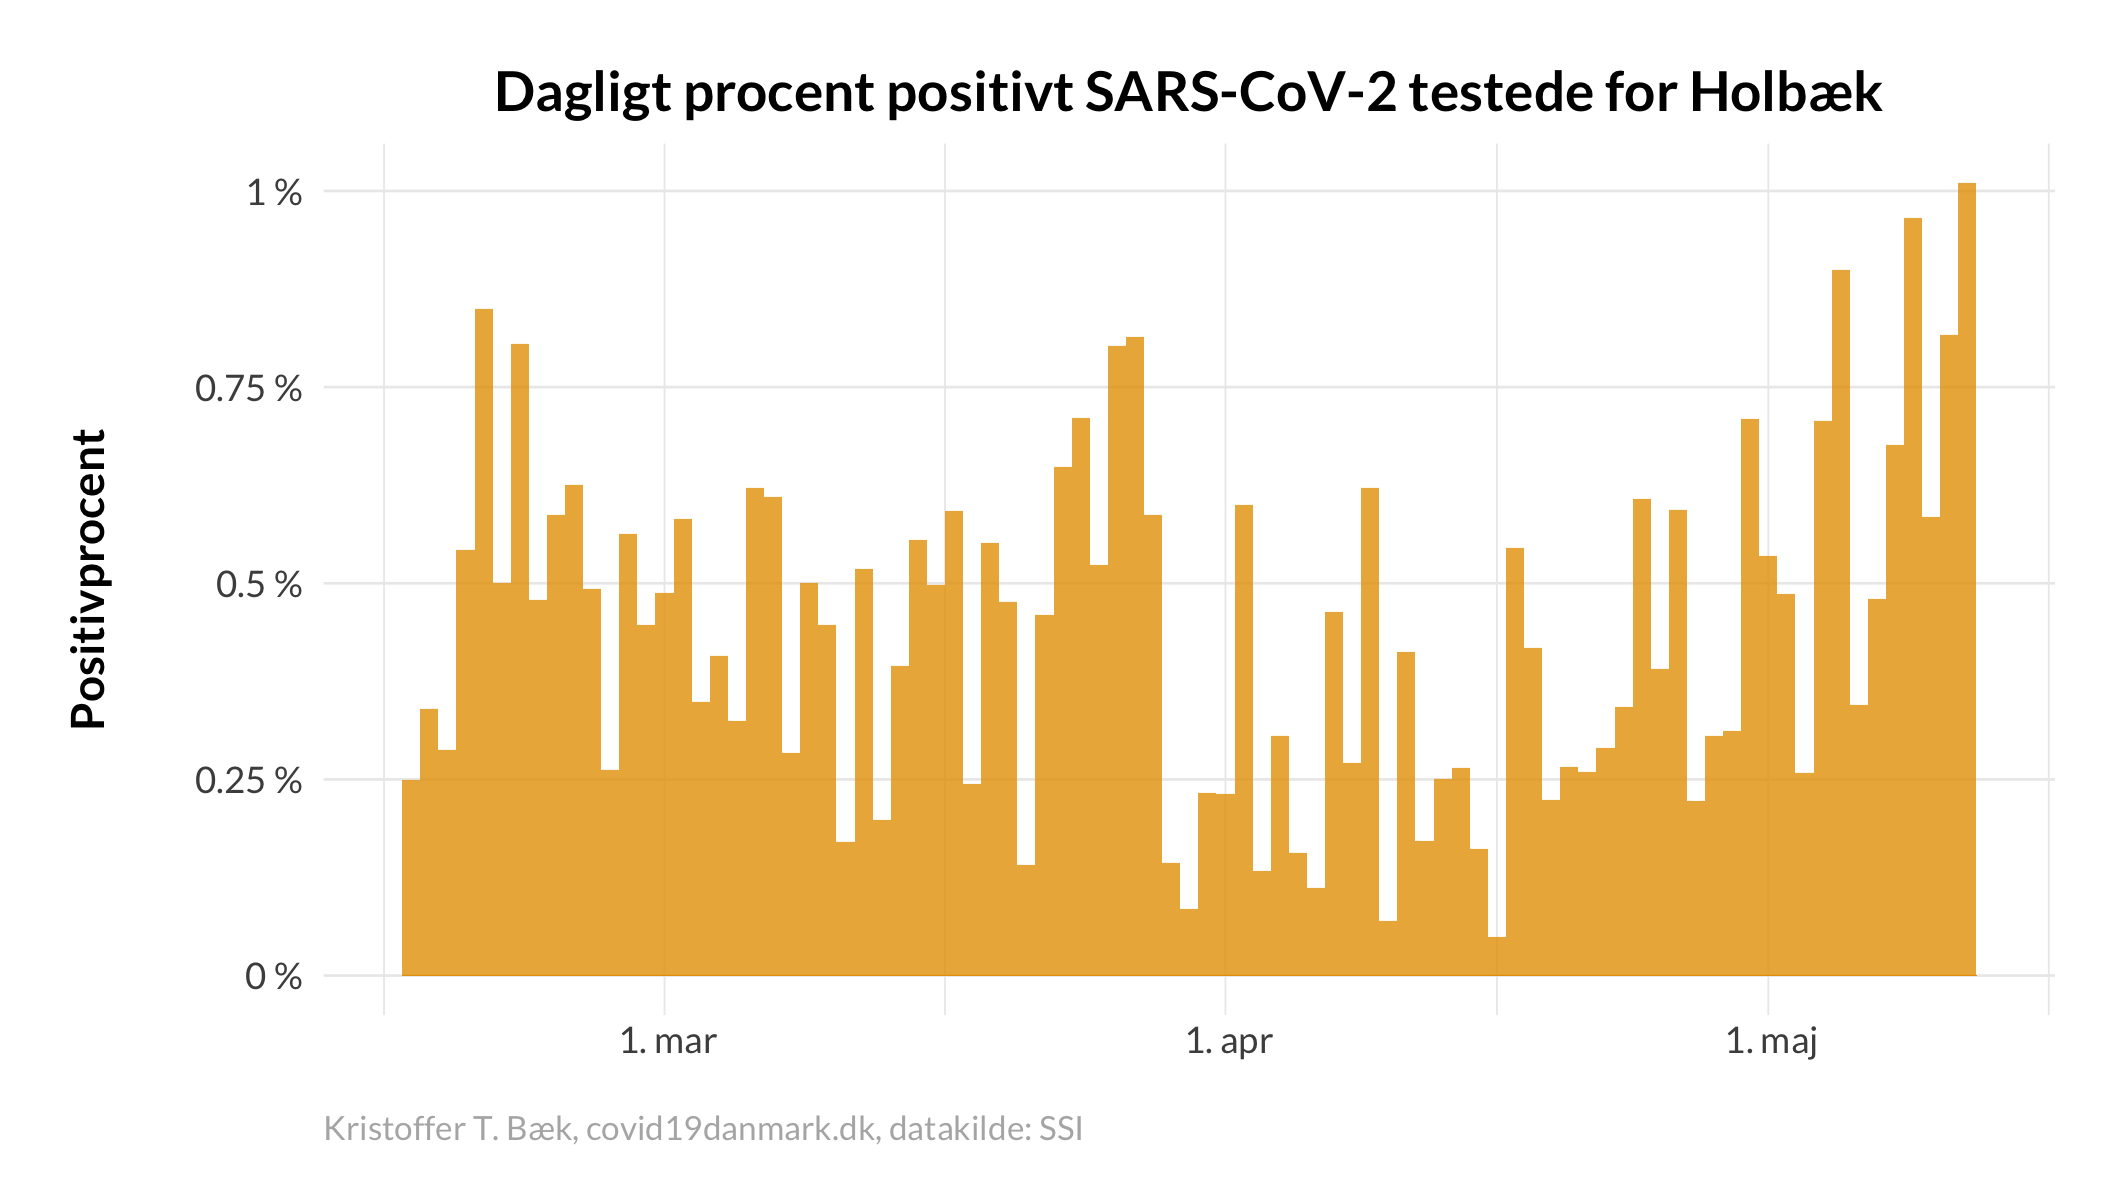 Dagligt procent positivt SARS-CoV-2 testede for Holbæk
Positivprocent
1 %
0.75 %
0.5 %
0.25 %
0 %
1. mar
1. apr
1. maj
Kristoffer T. Bæk, covid19danmark.dk, datakilde: SSI